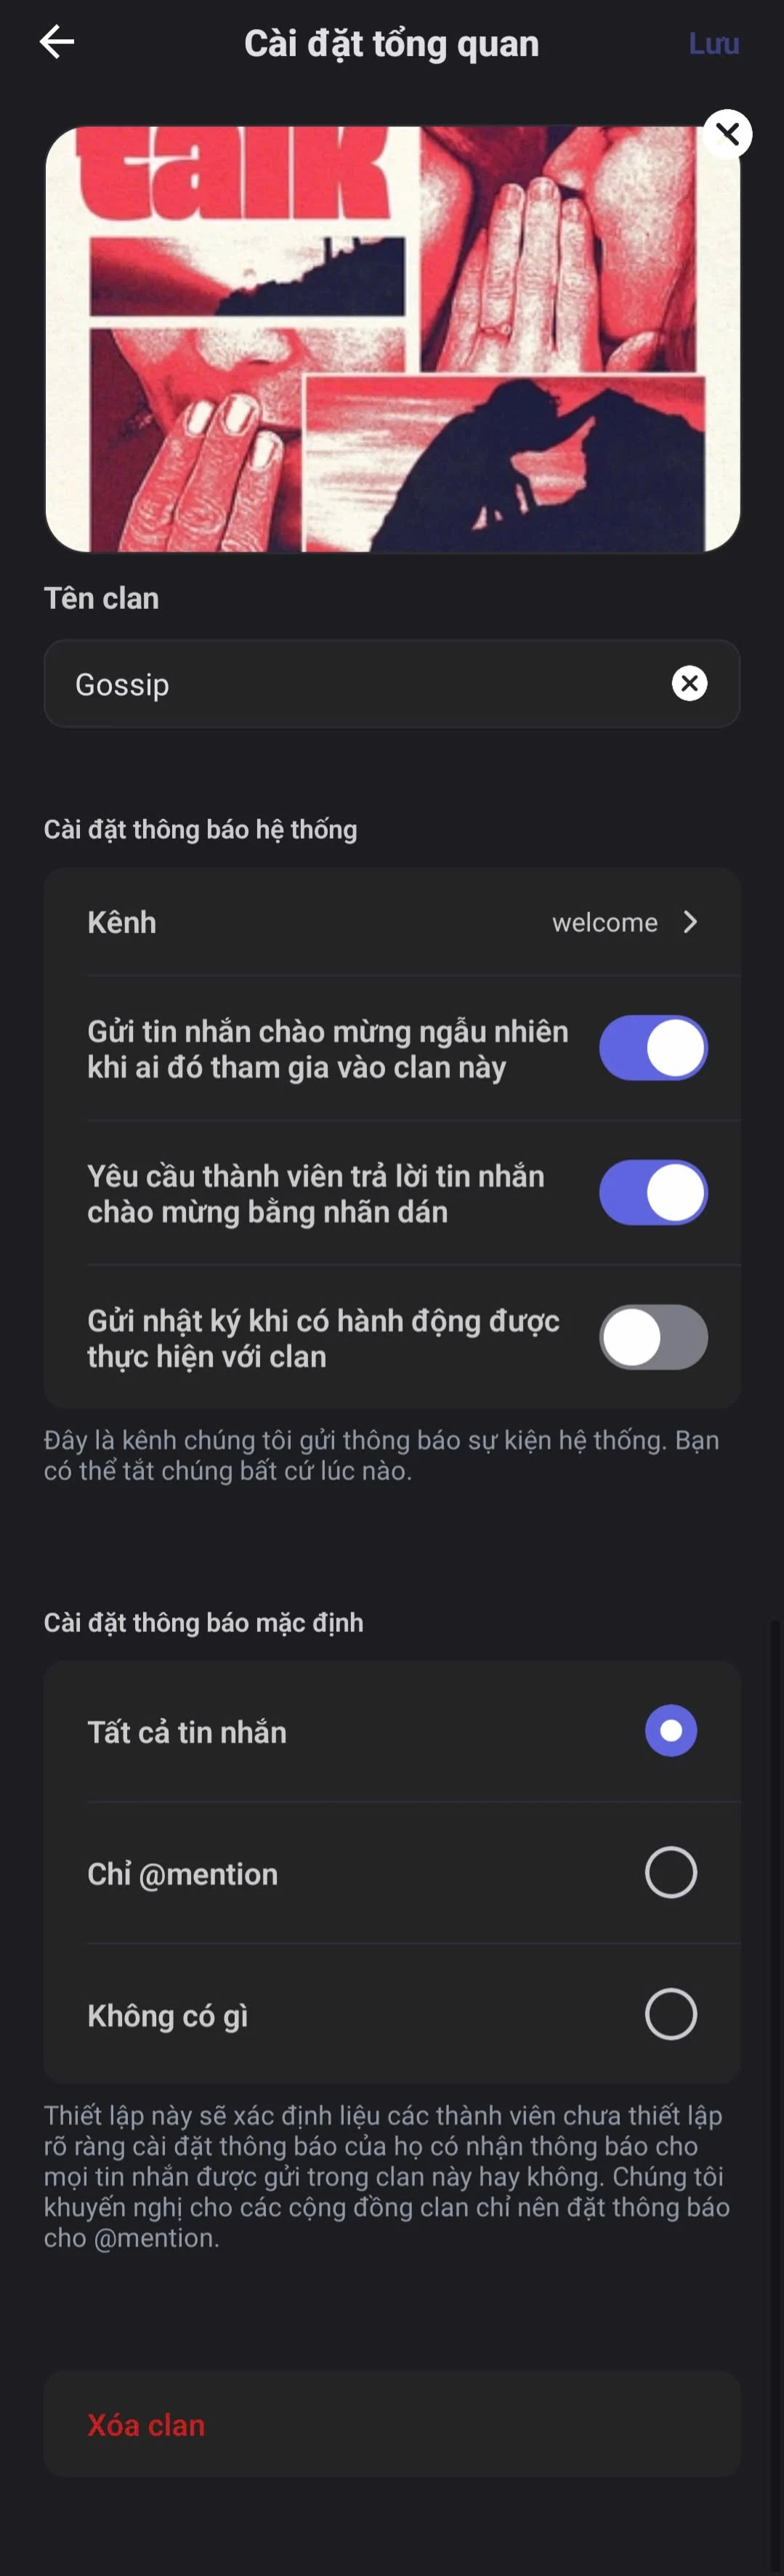 Cài đặt tổng quan
Lưu
talk
Tên clan
Gossip
Cài đặt thông báo hệ thống
Kênh
welcome
Gửi tin nhắn chào mừng ngẫu nhiên
khi ai đó tham gia vào clan này
Yêu cầu thành viên trả lời tin nhắn
chào mừng bằng nhãn dán
Gửi nhật ký khi có hành động được
thực hiện với clan
Đây là kênh chúng tôi gửi thông báo sự kiện hệ thống. Bạn
có thể tắt chúng bất cứ lúc nào.
Cài đặt thông báo mặc định
Tất cả tin nhắn
Chỉ @mention
Không có gì
Thiết lập này sẽ xác định liệu các thành viên chưa thiết lập
rõ ràng cài đặt thông báo của họ có nhận thông báo cho
mọi tin nhắn được gửi trong clan này hay không. Chúng tôi
khuyến nghị cho các cộng đồng clan chỉ nên đặt thông báo
cho @mention.
Xóa clan